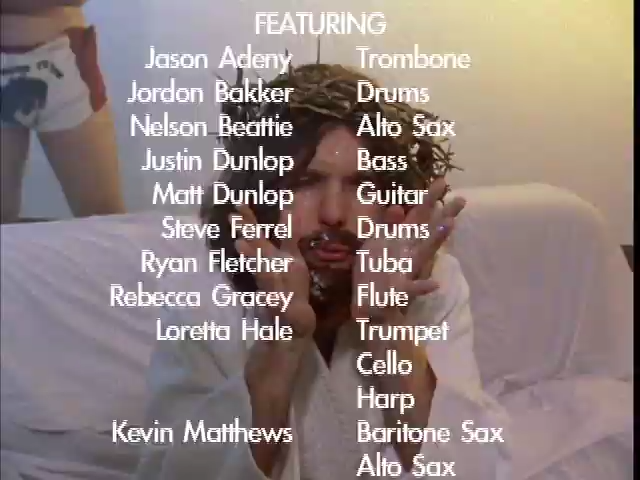 FEATURING
Jason Adeny Trombone
Jordon Bakker Drums
Nelson Beattie Alto Sax
Justin Dunlop Bass
Matt Dunlop Guitar
Steve Ferrel Drums
Ryan Fletcher Tuba
Rebecca Gracey Flute
Loretta Hale Trumpet
Cello
Harp
Kevin Matthews Baritone Sax
Alto Sax